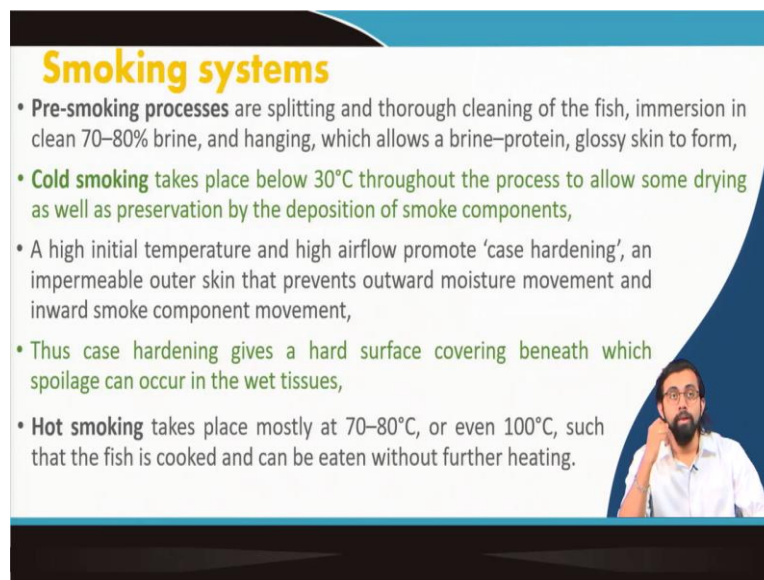 Smoking systems
• Pre-smoking processes are splitting and thorough cleaning of the fish, immersion in
clean 70–80% brine, and hanging, which allows a brine–protein, glossy skin to form,
• Cold smoking takes place below 30°C throughout the process to allow some drying
as well as preservation by the deposition of smoke components,
• A high initial temperature and high airflow promote ‘case hardening’, an
impermeable outer skin that prevents outward moisture movement and
inward smoke component movement,
• Thus case hardening gives a hard surface covering beneath which
spoilage can occur in the wet tissues,
• Hot smoking takes place mostly at 70–80°C, or even 100°C, such
that the fish is cooked and can be eaten without further heating.